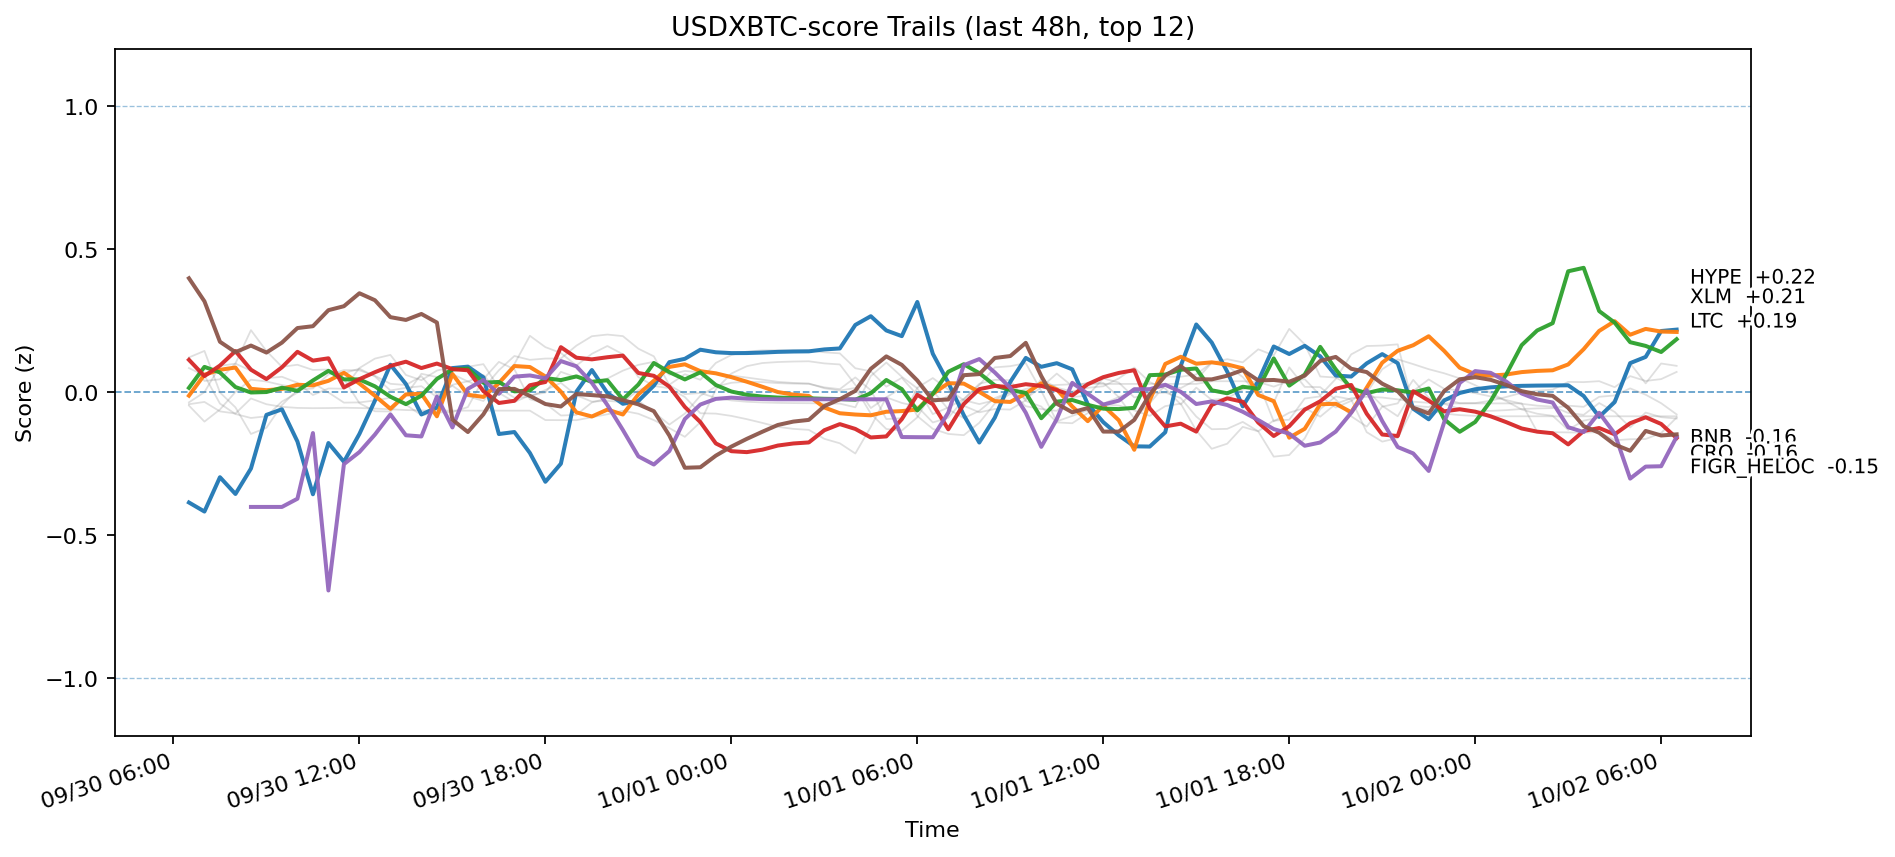 USDXBTC-score Trails (last 48h, top 12)
Score (z)
1.0
0.5
0.0
−0.5
−1.0
HYPE +0.22
XLM +0.21
LTC +0.19
BNB -0.16
CRO -0.16
FIGR_HELOC -0.15
09/30 06:00
09/30 12:00
09/30 18:00
10/01 00:00
10/01 06:00
10/01 12:00
10/01 18:00
10/02 00:00
10/02 06:00
Time